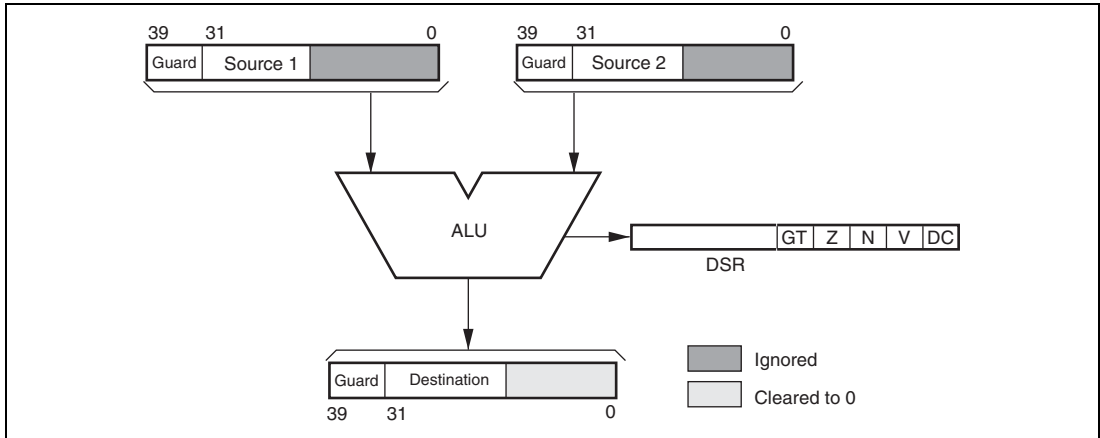 39 31 0
Guard Source 1
39 31 0
Guard Source 2
ALU
GT Z N V DC
DSR
Guard Destination
39 31 0
Ignored
Cleared to 0